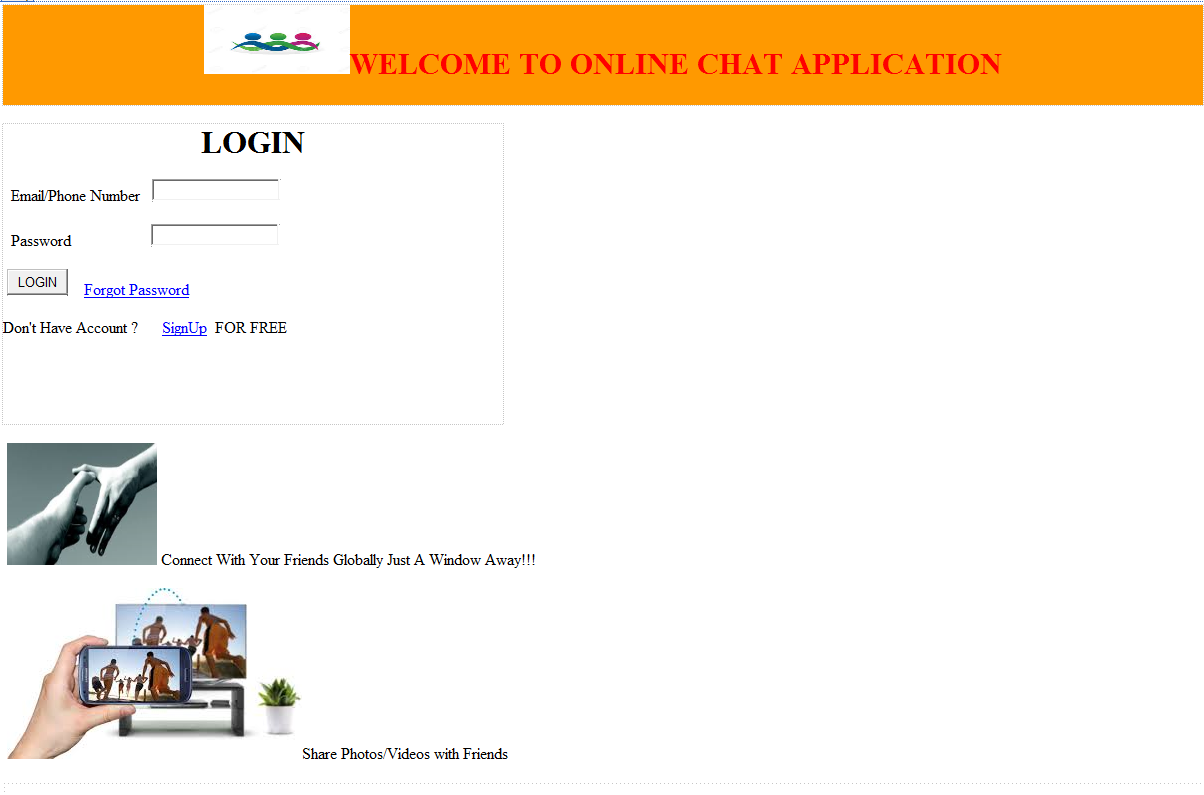 WELCOME TO ONLINE CHAT APPLICATION
LOGIN
Email/Phone Number
Password
LOGIN Forgot Password
Don't Have Account ? SignUp FOR FREE
Connect With Your Friends Globally Just A Window Away!!!
Share Photos/Videos with Friends